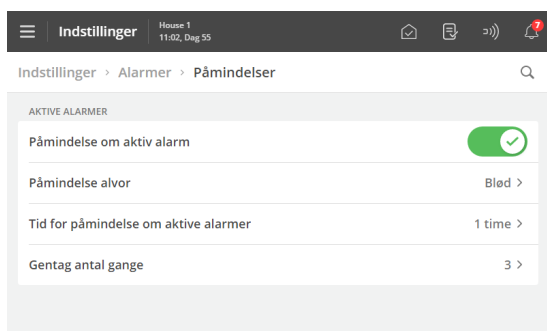 Indstillinger
House 1
11:02, Dag 55
7
Indstillinger > Alarmer > Påmindelser
AKTIVE ALARMER
Påmindelse om aktiv alarm
Påmindelse alvor Blød >
Tid for påmindelse om aktive alarmer 1 time >
Gentag antal gange 3 >